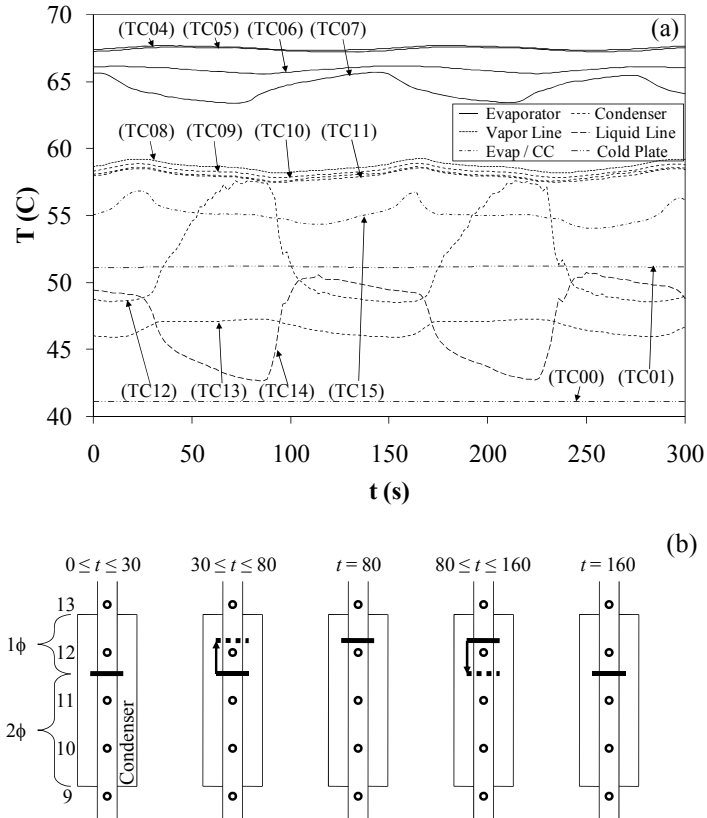 (a)
70
65
60
55
50
45
40
T (C)
(TC04) (TC05) (TC06) (TC07)
Evaporator Condenser
Vapor Line Liquid Line
Evap / CC Cold Plate
(TC08) (TC09) (TC10) (TC11)
(TC12) (TC13) (TC14) (TC15) (TC00) (TC01)
0 50 100 150 200 250 300
t (s)
(b)
0 ≤ t ≤ 30 30 ≤ t ≤ 80 t = 80 80 ≤ t ≤ 160 t = 160
13
1ϕ
12
11
2ϕ
10
9
Condenser